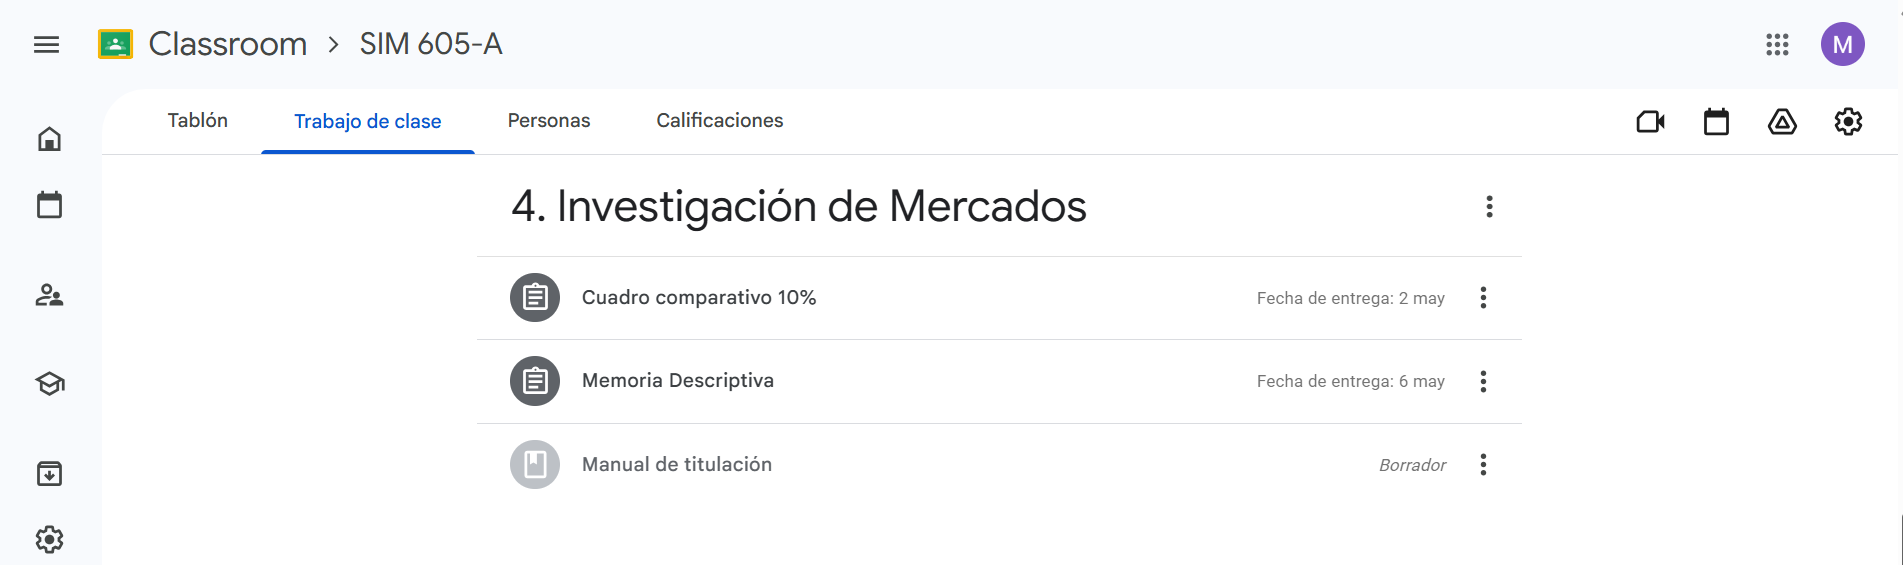 Classroom > SIM 605-A
M
Tablón Trabajo de clase Personas Calificaciones
4. Investigación de Mercados
Cuadro comparativo 10% Fecha de entrega: 2 may
Memoria Descriptiva Fecha de entrega: 6 may
Manual de titulación Borrador